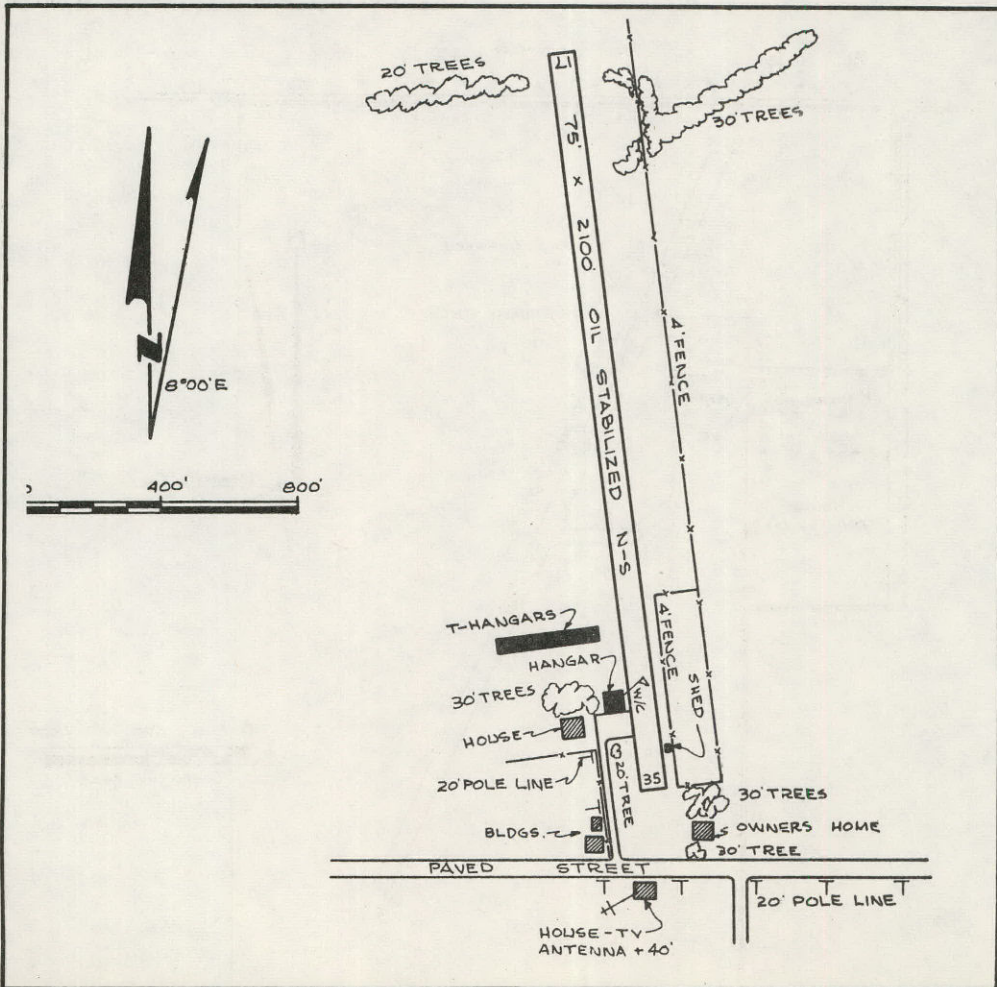 17
20' TREES
30' TREES
75' x 2100' OIL STABILIZED N-S
N
8°00'E
4' FENCE
400' 800'
T-HANGARS
HANGAR
4' FENCE
SHED
W/C
30' TREES
HOUSE
20' TREE
20' POLE LINE
35
30' TREES
BLDGS.
OWNERS HOME
30' TREE
PAVED STREET
20' POLE LINE
HOUSE-TV
ANTENNA +40'